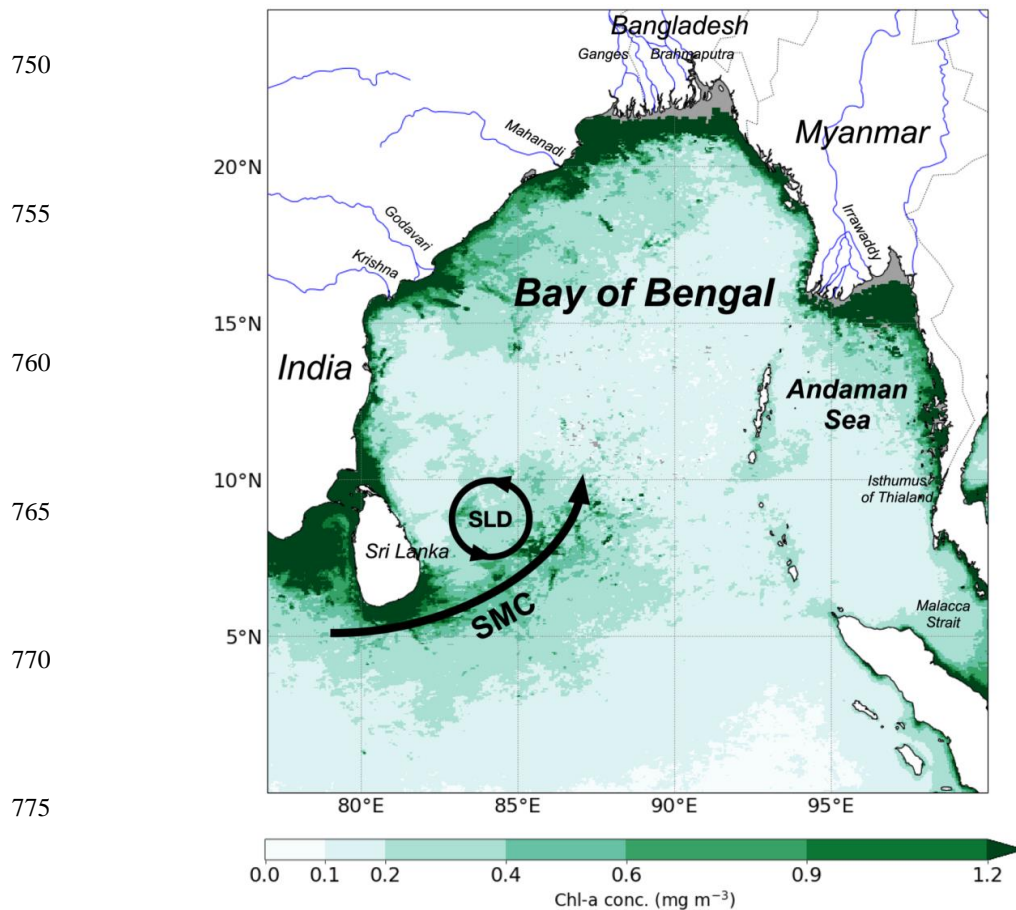 750
755
760
765
770
775
Bangladesh
Ganges
Brahmaputra
Mahanadi
Myanmar
20°N
Godavari
Irrawaddy
Krishna
Bay of Bengal
15°N
India
Andaman
Sea
10°N
Isthumus
of Thialand
SLD
Sri Lanka
SMC
Malacca
Strait
5°N
80°E
85°E
90°E
95°E
0.0
0.1
0.2
0.4
0.6
0.9
1.2
Chl-a conc. (mg m⁻³)